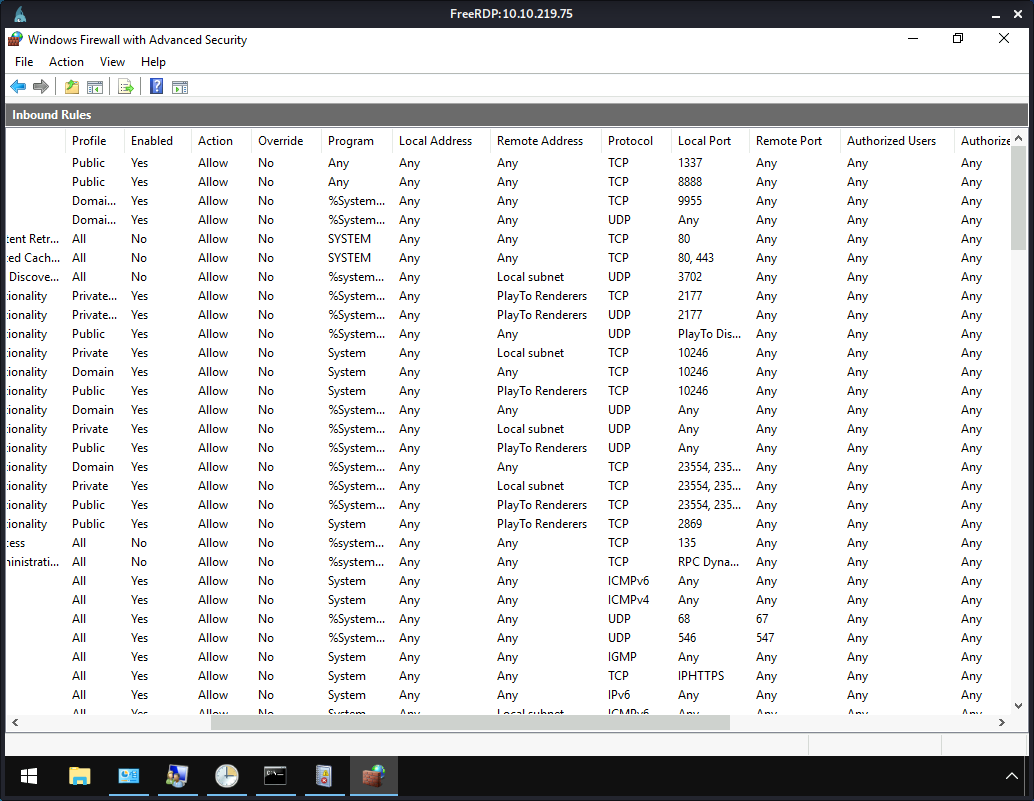 FreeRDP:10.10.219.75
Windows Firewall with Advanced Security
File Action View Help
Inbound Rules
Profile Enabled Action Override Program Local Address Remote Address Protocol Local Port Remote Port Authorized Users Authorize
Public Yes Allow No Any Any Any TCP 1337 Any Any Any
Public Yes Allow No Any Any Any TCP 8888 Any Any Any
Domai... Yes Allow No %System... Any Any TCP 9955 Any Any Any
Domai... Yes Allow No %System... Any Any UDP Any Any Any Any
cent Retr... All No Allow No SYSTEM Any Any TCP 80 Any Any Any
ced Cach... All No Allow No SYSTEM Any Any TCP 80, 443 Any Any Any
Discove... All No Allow No %system... Any Local subnet UDP 3702 Any Any Any
tionality Private... Yes Allow No %System... Any PlayTo Renderers TCP 2177 Any Any Any
tionality Private... Yes Allow No %System... Any PlayTo Renderers UDP 2177 Any Any Any
tionality Public Yes Allow No %System... Any Any UDP PlayTo Dis... Any Any Any
tionality Private Yes Allow No System Any Local subnet TCP 10246 Any Any Any
tionality Domain Yes Allow No System Any Any TCP 10246 Any Any Any
tionality Public Yes Allow No System Any PlayTo Renderers TCP 10246 Any Any Any
tionality Domain Yes Allow No %System... Any Any UDP Any Any Any Any
tionality Private Yes Allow No %System... Any Local subnet UDP Any Any Any Any
tionality Public Yes Allow No %System... Any PlayTo Renderers UDP Any Any Any Any
tionality Domain Yes Allow No %System... Any Any TCP 23554, 235... Any Any Any
tionality Private Yes Allow No %System... Any Local subnet TCP 23554, 235... Any Any Any
tionality Public Yes Allow No %System... Any PlayTo Renderers TCP 23554, 235... Any Any Any
tionality Public Yes Allow No System Any PlayTo Renderers TCP 2869 Any Any Any
cess All No Allow No %system... Any Any TCP 135 Any Any Any
ninistrati... All No Allow No %system... Any Any TCP RPC Dyna... Any Any Any
All Yes Allow No System Any Any ICMPv6 Any Any Any Any
All Yes Allow No System Any Any ICMPv4 Any Any Any Any
All Yes Allow No %System... Any Any UDP 68 67 Any Any
All Yes Allow No %System... Any Any UDP 546 547 Any Any
All Yes Allow No System Any Any IGMP Any Any Any Any
All Yes Allow No System Any Any TCP IPHTTPS Any Any Any
All Yes Allow No System Any Any IPv6 Any Any Any Any
All Yes Allow No System Any Local subnet ICMPv6 Any Any Any Any